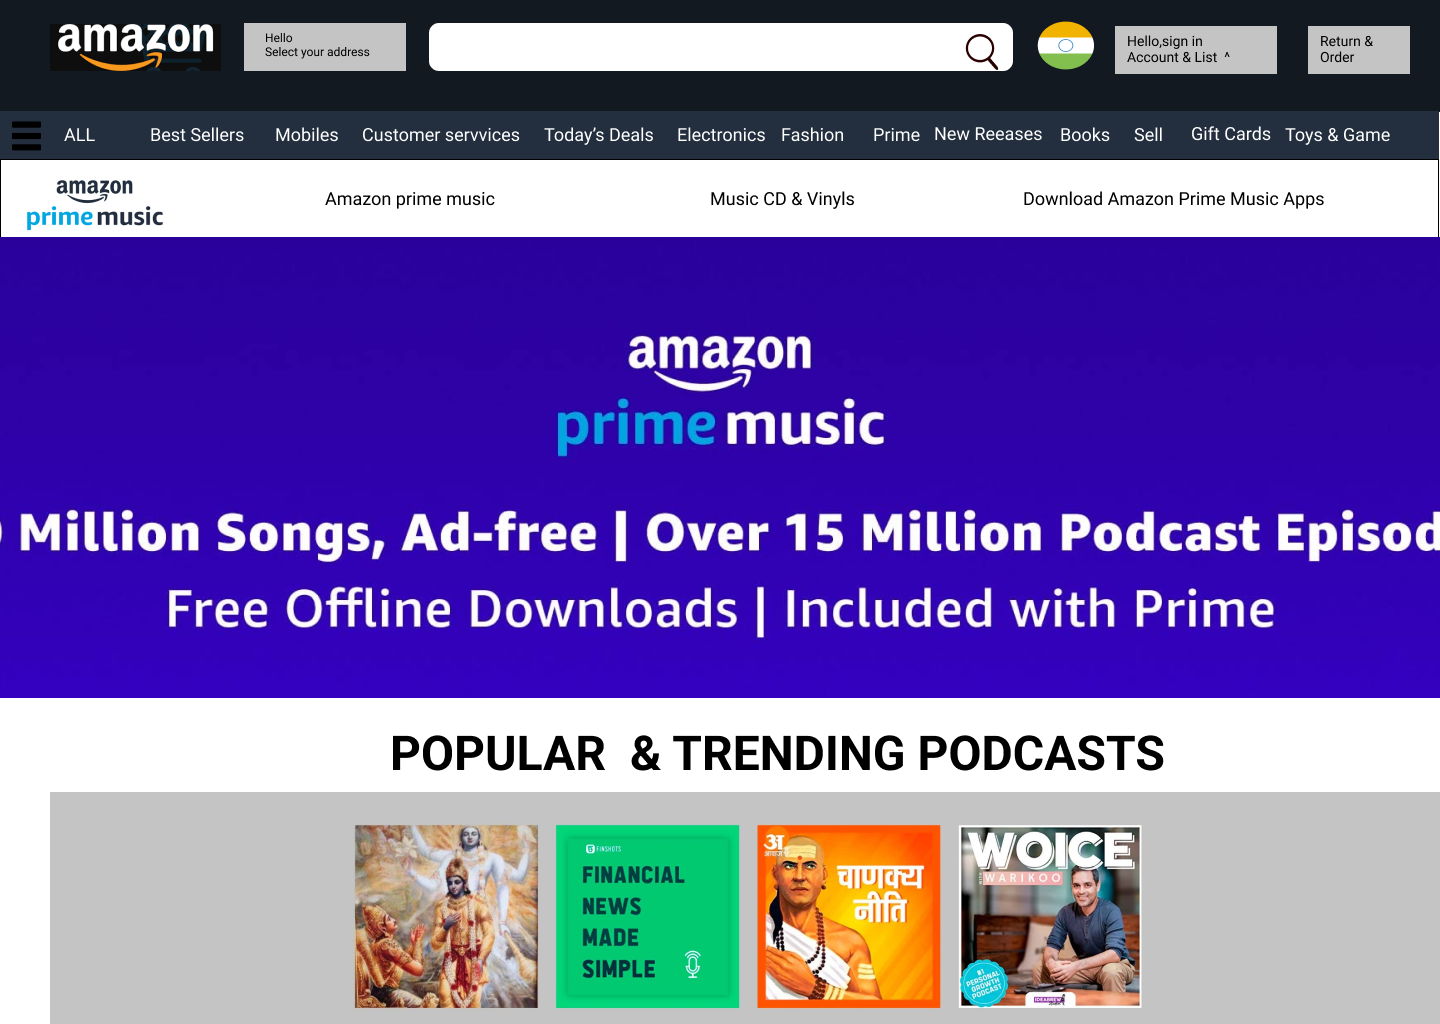 amazon
Hello
Select your address
Hello,sign in
Account & List ^
Return &
Order
ALL Best Sellers Mobiles Customer servvices Today's Deals Electronics Fashion Prime New Reeases Books Sell Gift Cards Toys & Game
amazon
prime music
Amazon prime music Music CD & Vinyls Download Amazon Prime Music Apps
amazon
prime music
Million Songs, Ad-free | Over 15 Million Podcast Episod
Free Offline Downloads | Included with Prime
POPULAR & TRENDING PODCASTS
FINSHOTS
FINANCIAL
NEWS
MADE
SIMPLE
अ
आवाज़
चाणक्य
नीति
WOICE
WITH WARIKOO
#1
PERSONAL
GROWTH
PODCAST
IDEABREW